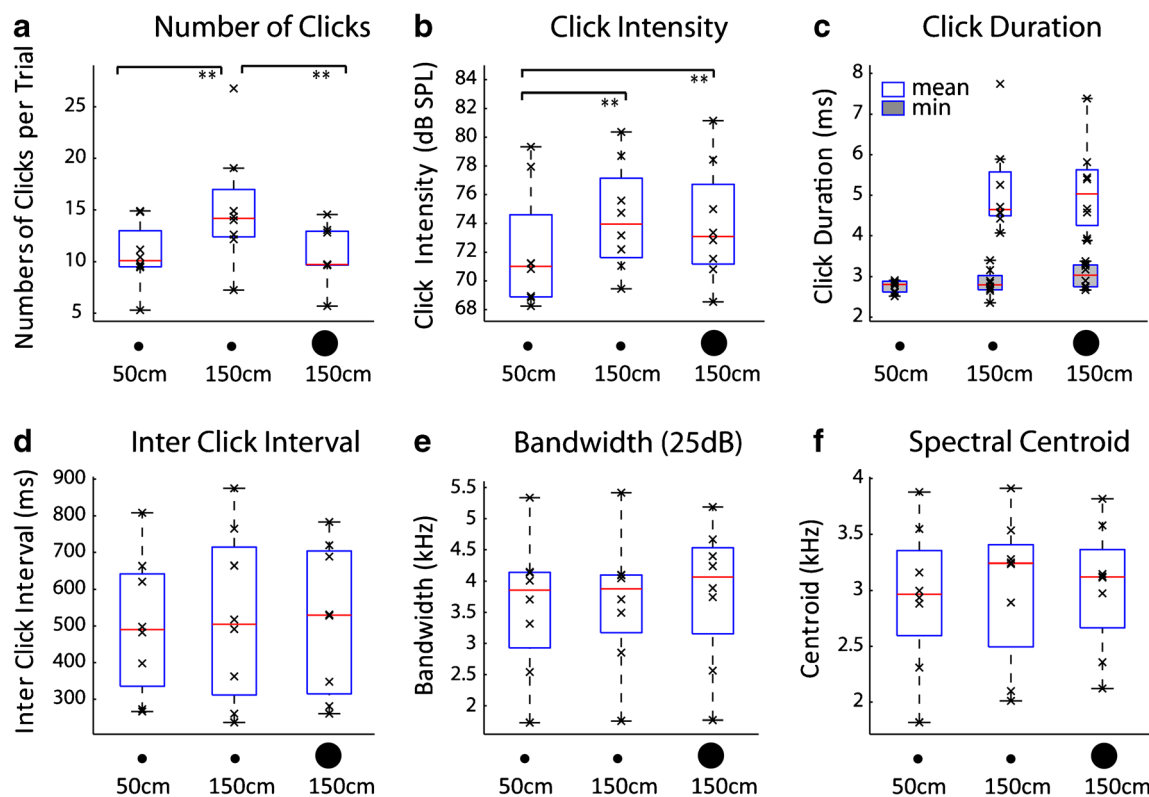 a Number of Clicks
Numbers of Clicks per Trial
25
20
15
10
5
**
**
50cm 150cm 150cm
b Click Intensity
Click Intensity (dB SPL)
84
82
80
78
76
74
72
70
68
**
**
50cm 150cm 150cm
c Click Duration
Click Duration (ms)
8
7
6
5
4
3
2
mean
min
50cm 150cm 150cm
d Inter Click Interval
Inter Click Interval (ms)
900
800
700
600
500
400
300
50cm 150cm 150cm
e Bandwidth (25dB)
Bandwidth (kHz)
5.5
5
4.5
4
3.5
3
2.5
2
50cm 150cm 150cm
f Spectral Centroid
Centroid (kHz)
4
3.5
3
2.5
2
50cm 150cm 150cm